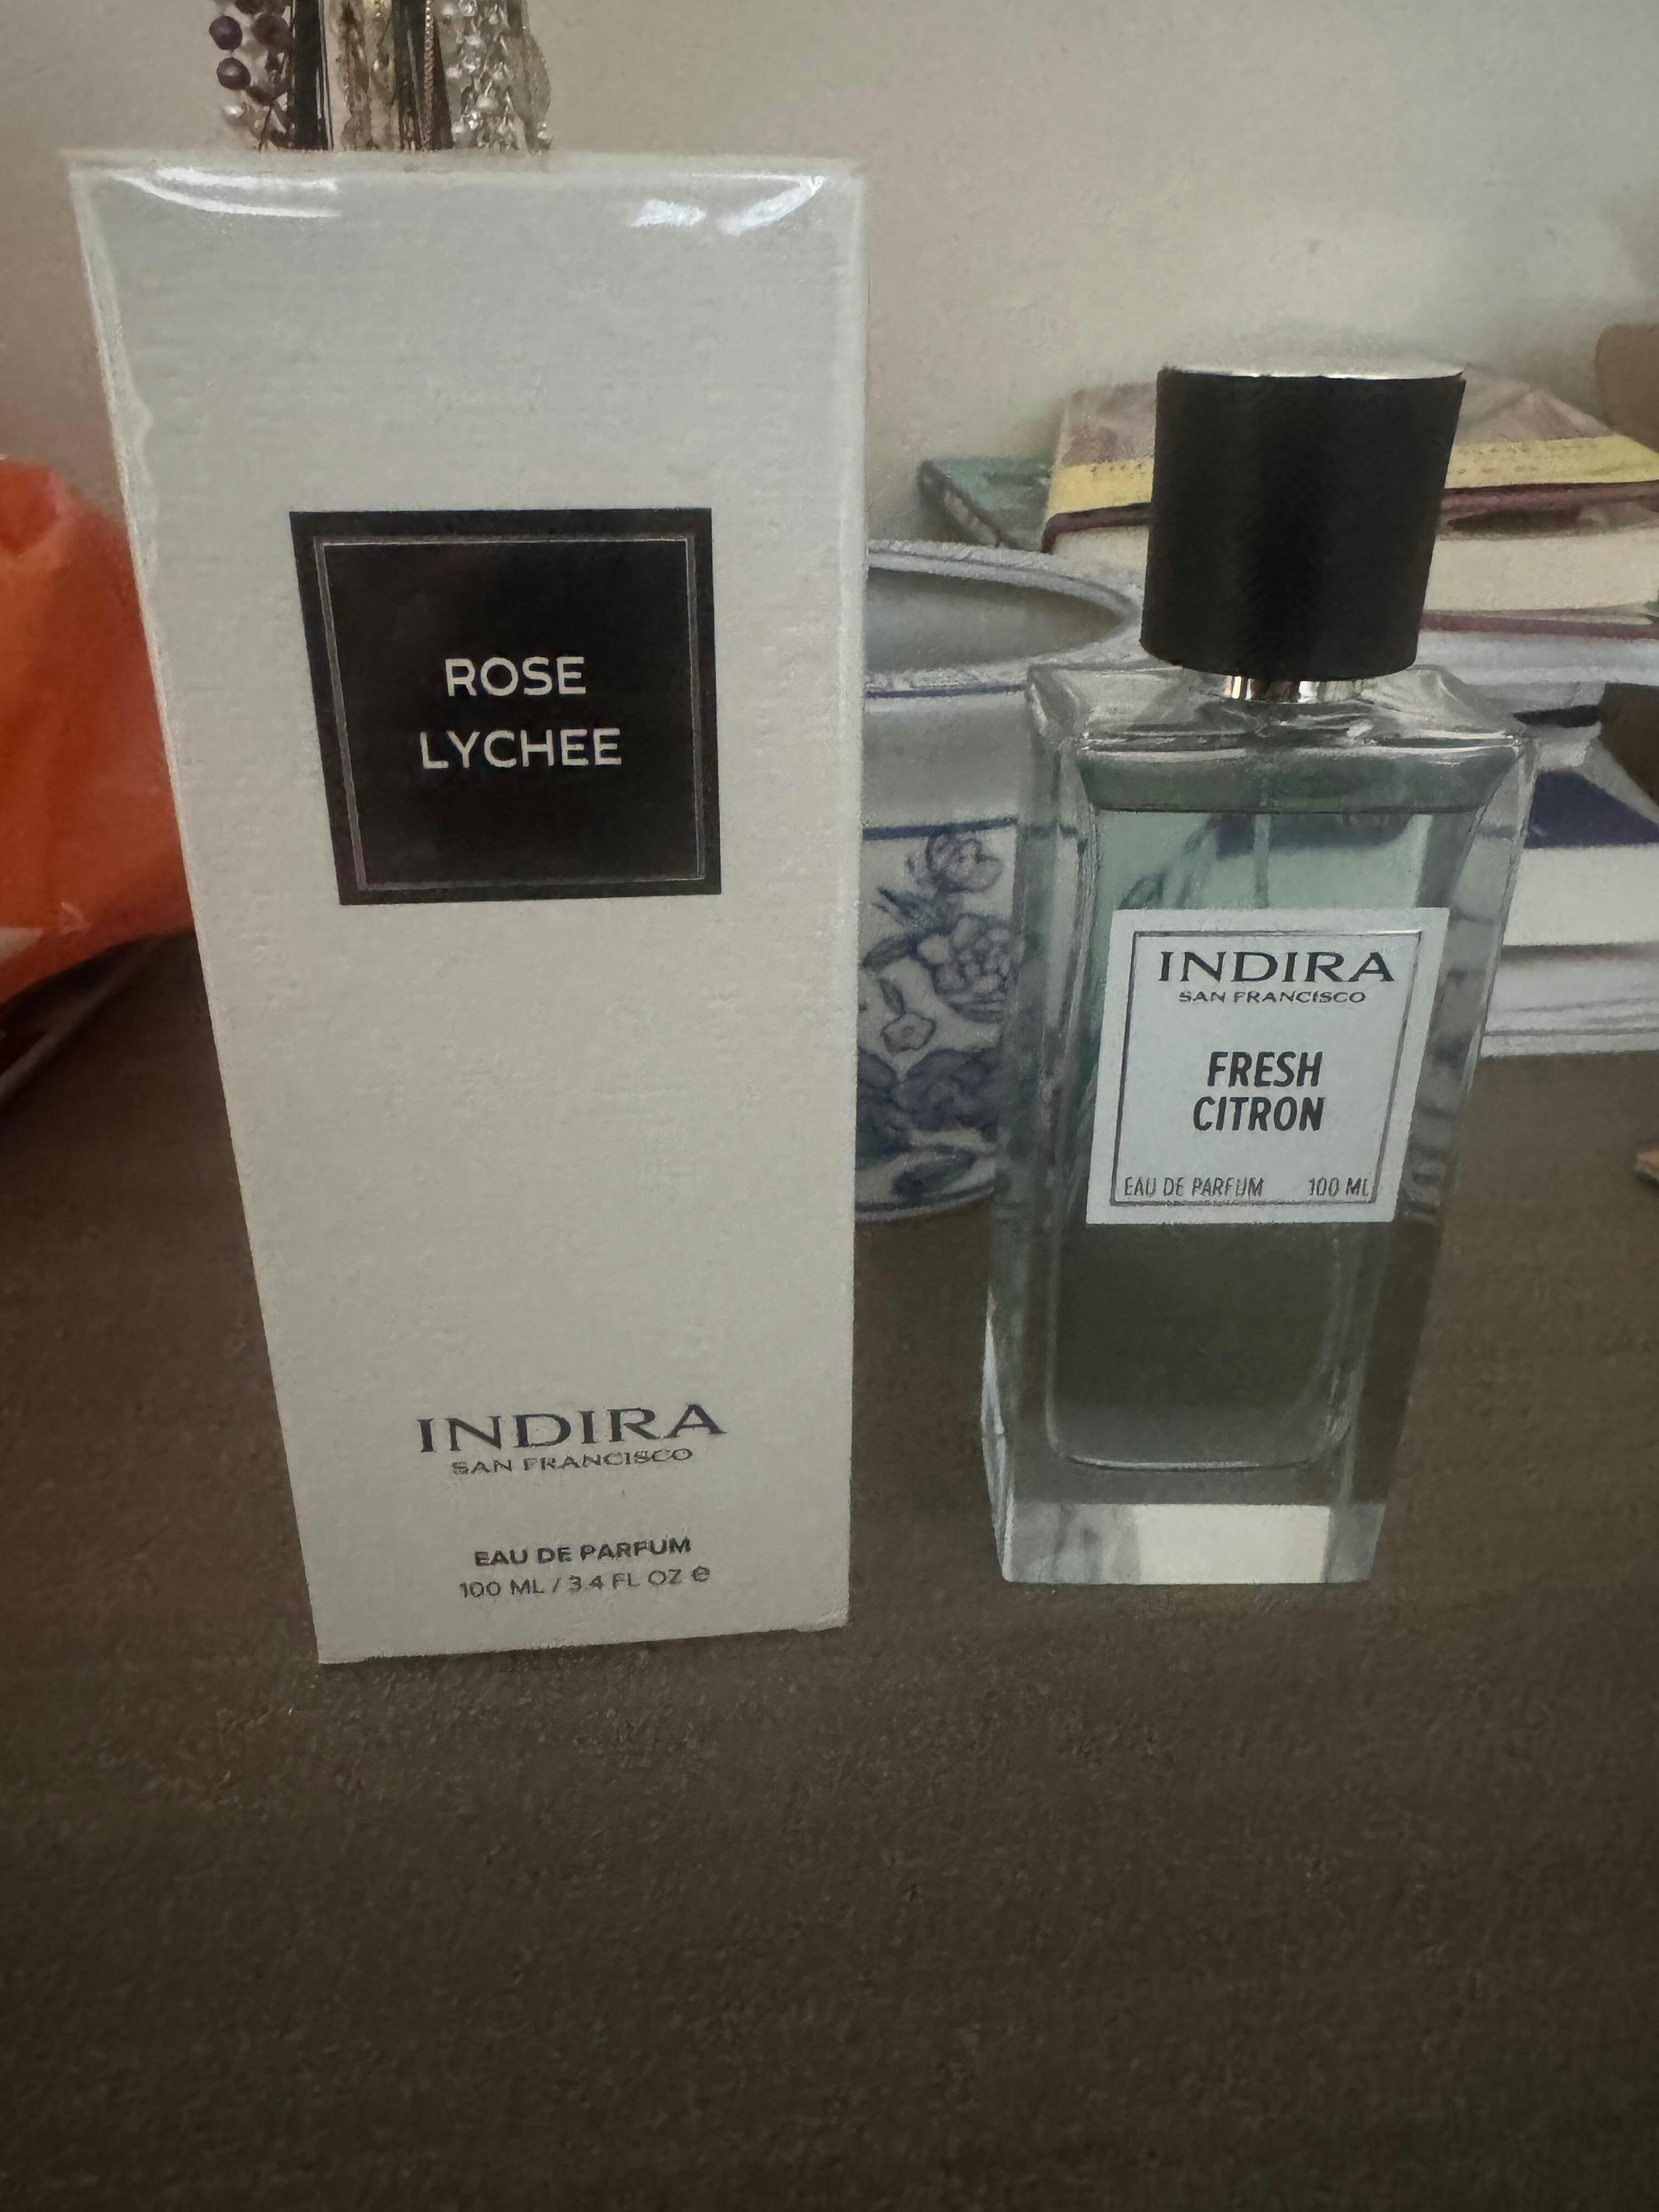 ROSE
LYCHEE
INDIRA
SAN FRANCISCO
EAU DE PARFUM
100 ML / 3.4 FL OZ e
INDIRA
SAN FRANCISCO
FRESH
CITRON
EAU DE PARFUM 100 ML